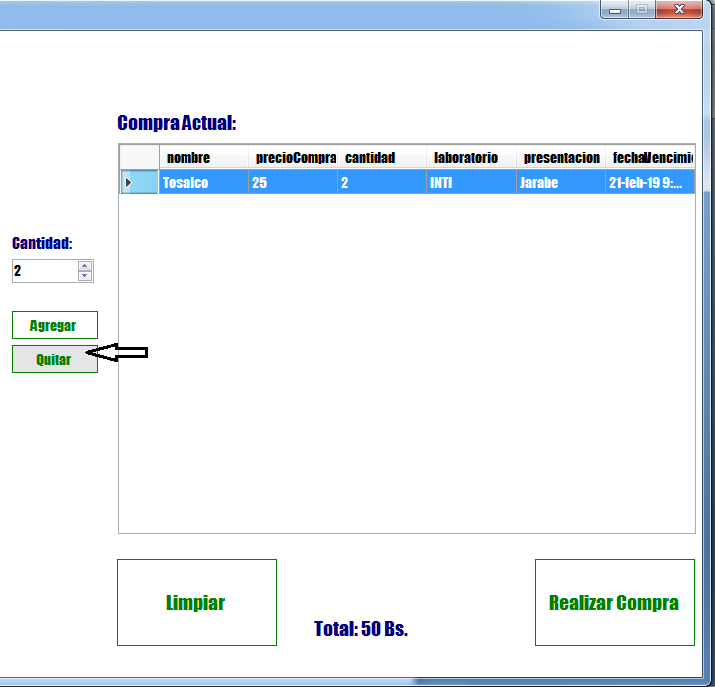 Compra Actual:
nombre precioCompra cantidad laboratorio presentacion fechaVencimie
Tosalco 25 2 INTI Jarabe 21-feb-19 9:...
Cantidad:
2
Agregar
Quitar
Limpiar
Total: 50 Bs.
Realizar Compra